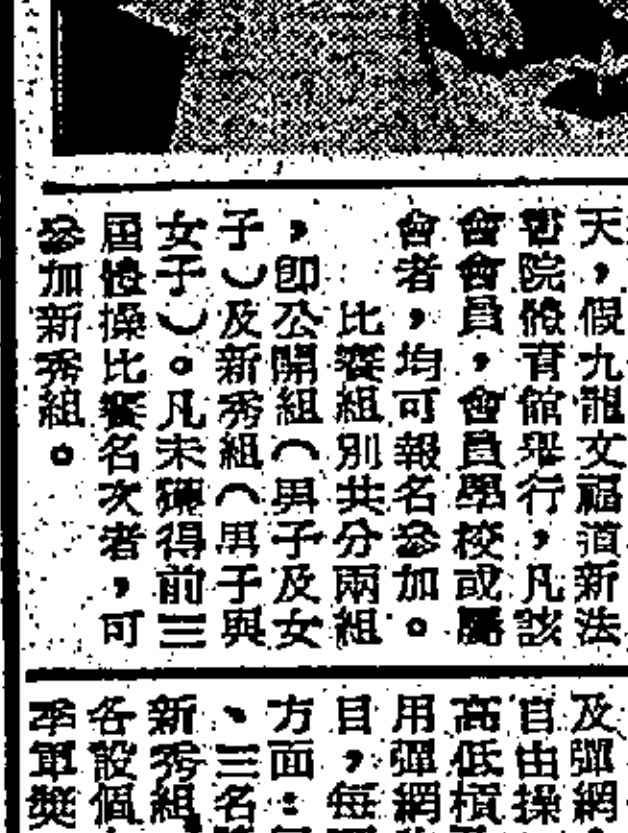 天，假九龍文福道新法
書院體育館舉行，凡該
會會員，會員學校或屬
會者，均可報名參加。
比賽組別共分兩組
，即公開組（男子及女
子）及新秀組（男子與
女子）。凡未獲得前三
屆體操比賽名次者，可
參加新秀組。
及彈網
自由操
高低槓
用彈網
目，每
方面：
、三名
新秀組
各設個
季軍獎